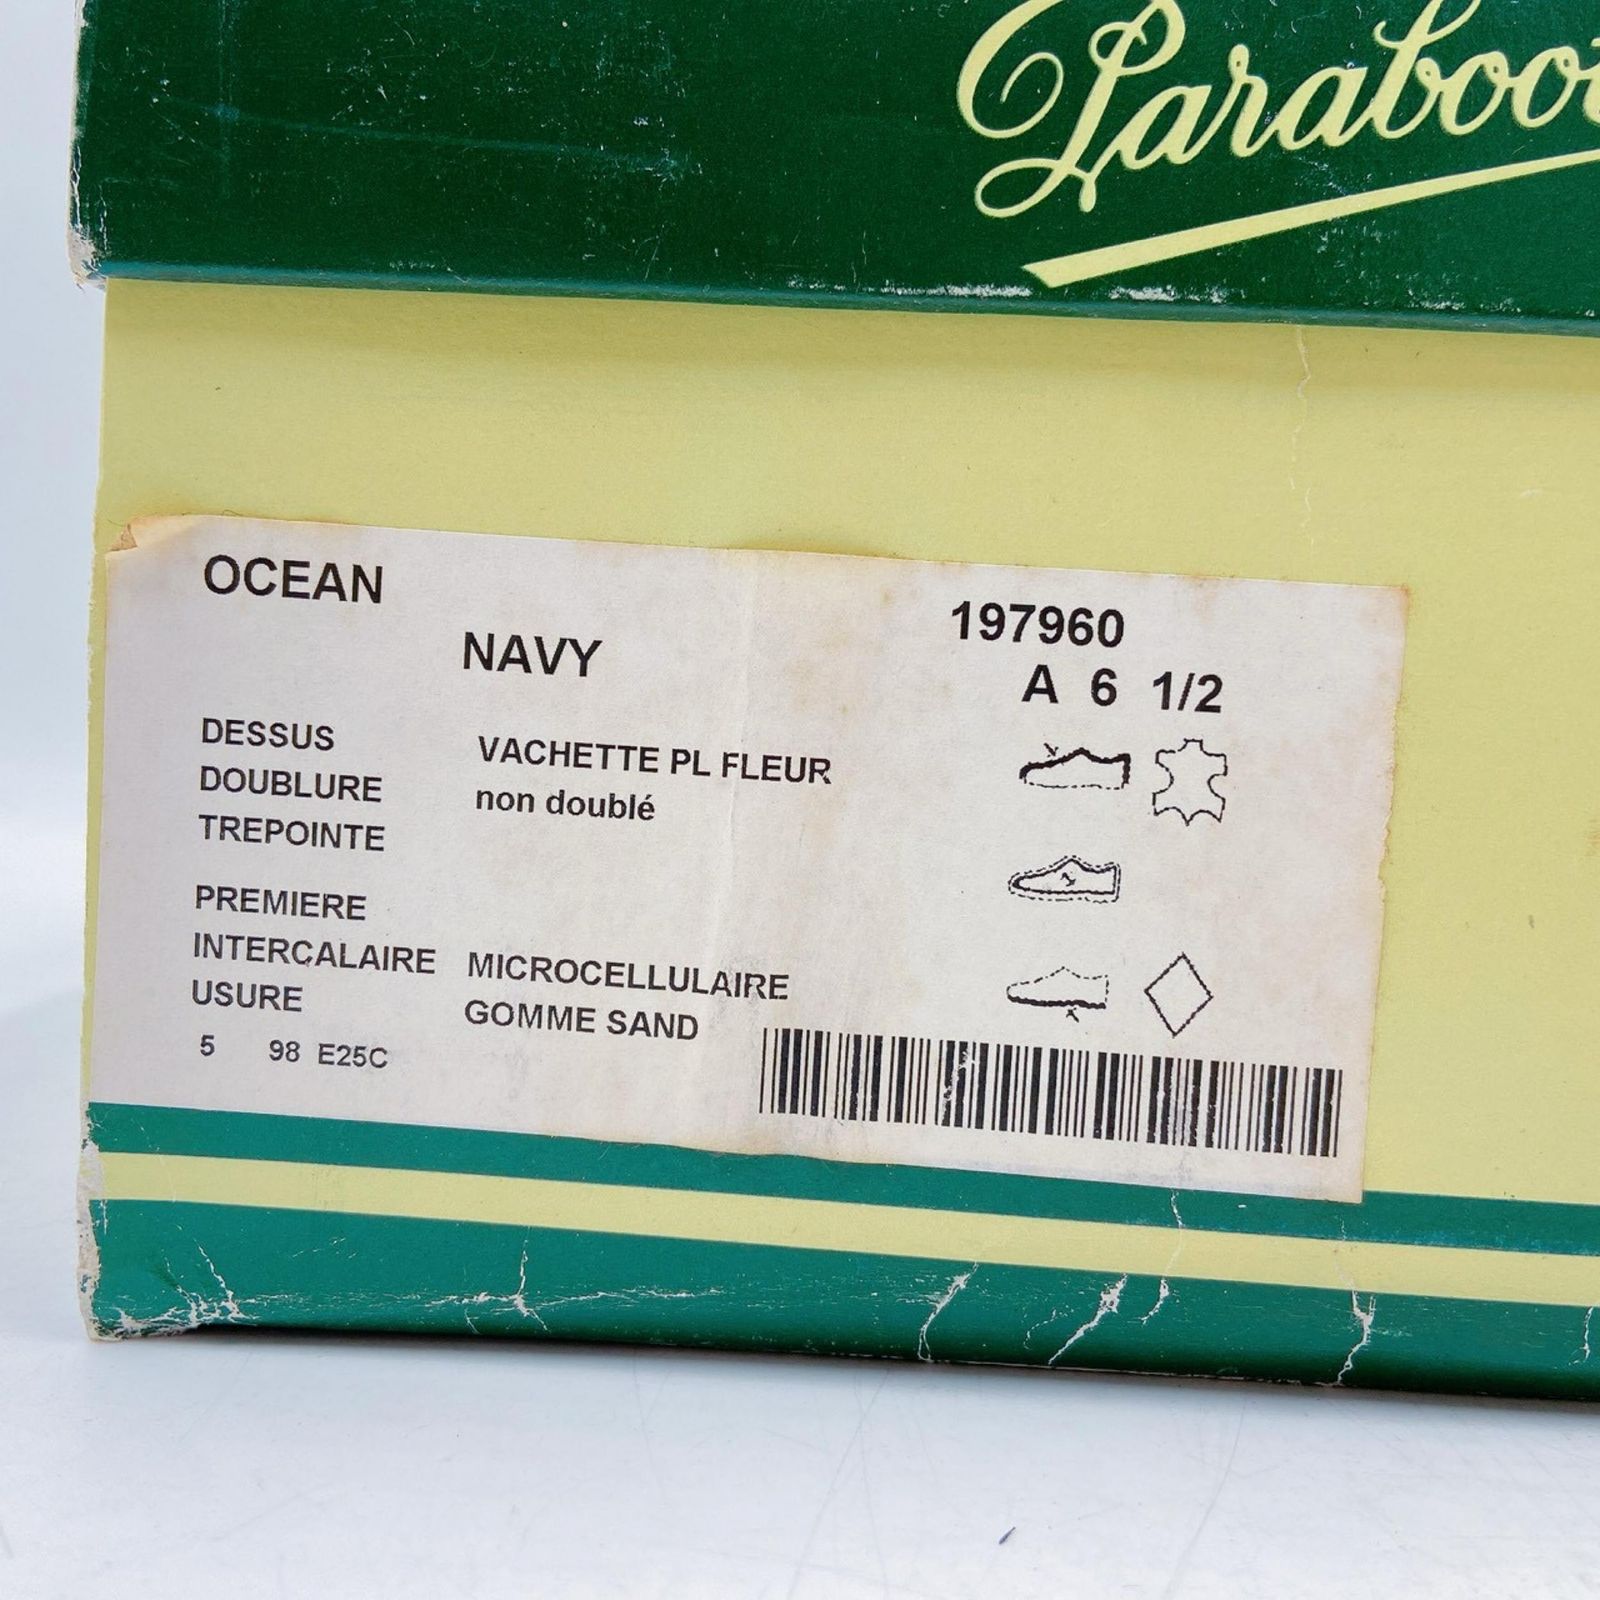 Paraboot
OCEAN
NAVY
197960
A 6 1/2
DESSUS VACHETTE PL FLEUR
DOUBLURE non doublé
TREPOINTE
PREMIERE
INTERCALAIRE MICROCELLULAIRE
USURE GOMME SAND
5 98 E25C